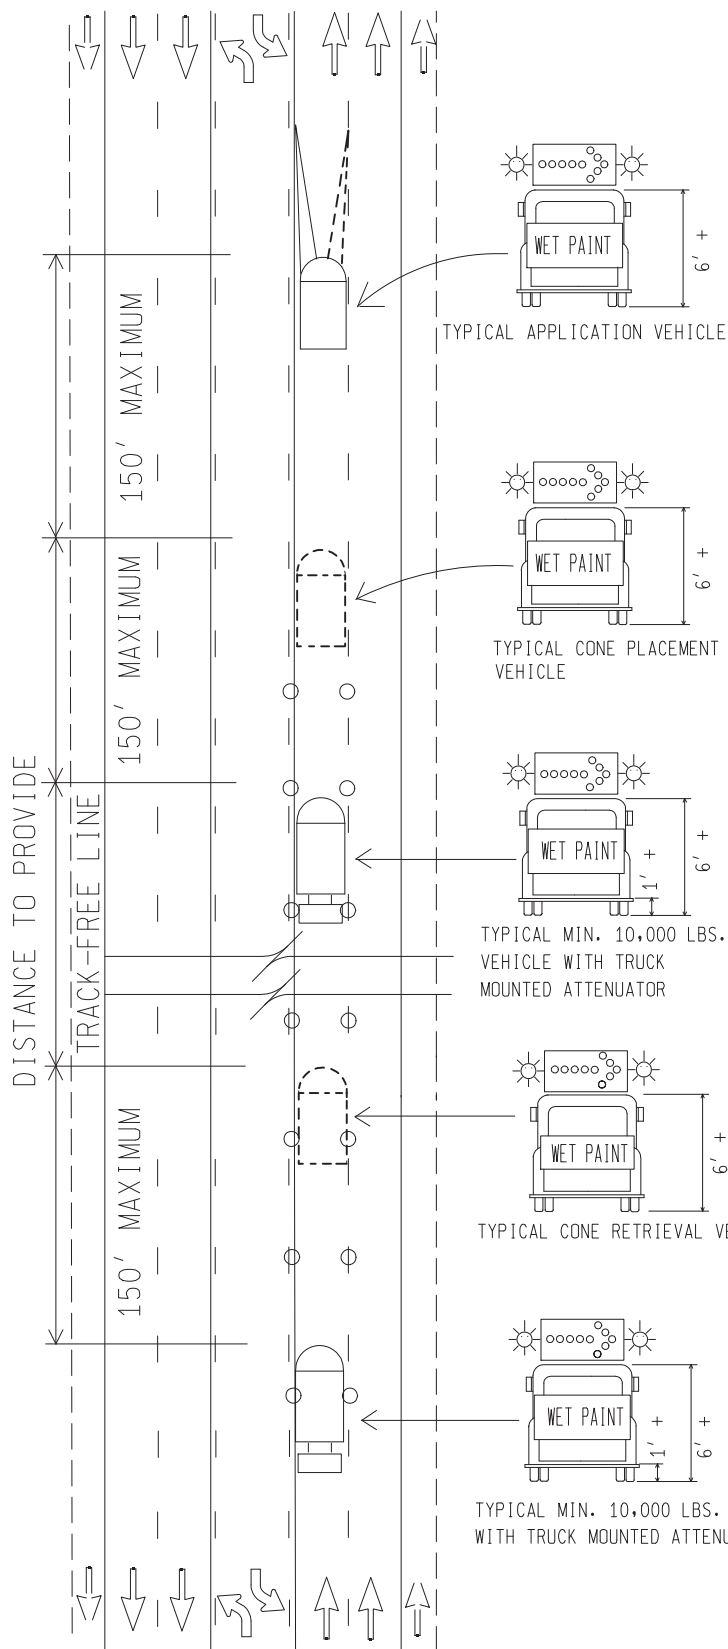 WET PAINT
6' +
TYPICAL APPLICATION VEHICLE
150' MAXIMUM
WET PAINT
6' +
TYPICAL CONE PLACEMENT
VEHICLE
150' MAXIMUM
DISTANCE TO PROVIDE
TRACK-FREE LINE
WET PAINT
1' +
6' +
TYPICAL MIN. 10,000 LBS.
VEHICLE WITH TRUCK
MOUNTED ATTENUATOR
WET PAINT
6' +
TYPICAL CONE RETRIEVAL VE
150' MAXIMUM
WET PAINT
1' +
6' +
TYPICAL MIN. 10,000 LBS.
WITH TRUCK MOUNTED ATTENU